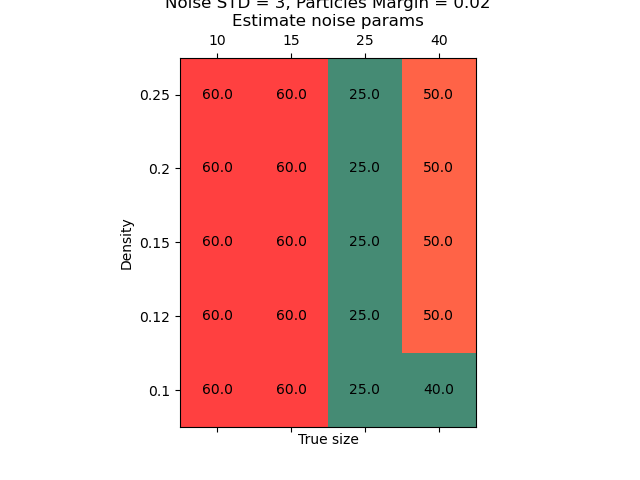 Noise STD = 3, Particles Margin = 0.02
Estimate noise params
10 15 25 40
0.25 60.0 60.0 25.0 50.0
0.2 60.0 60.0 25.0 50.0
0.15 60.0 60.0 25.0 50.0
0.12 60.0 60.0 25.0 50.0
0.1 60.0 60.0 25.0 40.0
Density
True size